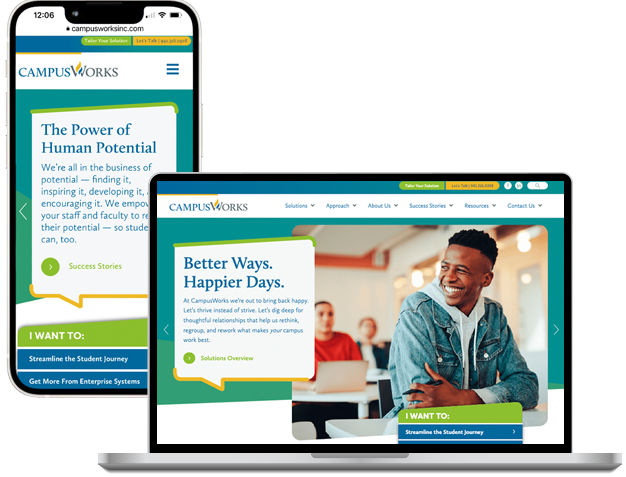 12:06
campusworksinc.com
Tailor Your Solution
Let's Talk |
CAMPUSWORKS
The Power of
Human Potential
We're all in the business of
potential — finding it,
inspiring it, developing it,
encouraging it. We empow
your staff and faculty to re
their potential — so stude
can, too.
Success Stories
I WANT TO:
Streamline the Student Journey
Get More From Enterprise Systems
Tailor Your Solution
Let's Talk |
CAMPUSWORKS
Solutions
Approach
About Us
Success Stories
Resources
Contact Us
Better Ways.
Happier Days.
At CampusWorks we're out to bring back happy.
Let's thrive instead of strive. Let's dig deep for
thoughtful relationships that help us rethink,
regroup, and rework what makes your campus
work best.
Solutions Overview
I WANT TO:
Streamline the Student Journey